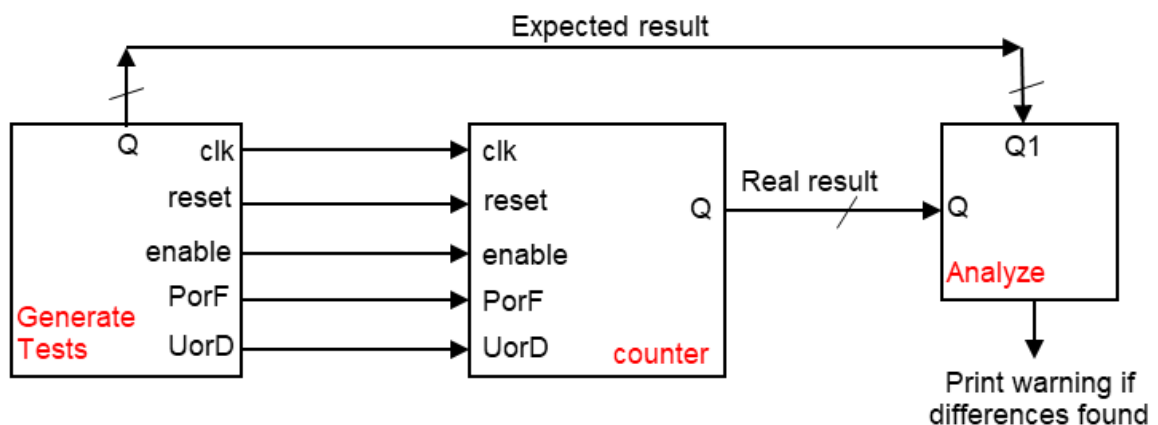 Expected result
Q
clk
reset
enable
PorF
UorD
Generate
Tests
clk
reset
enable
PorF
UorD
Q
counter
Real result
Q1
Q
Analyze
Print warning if
differences found